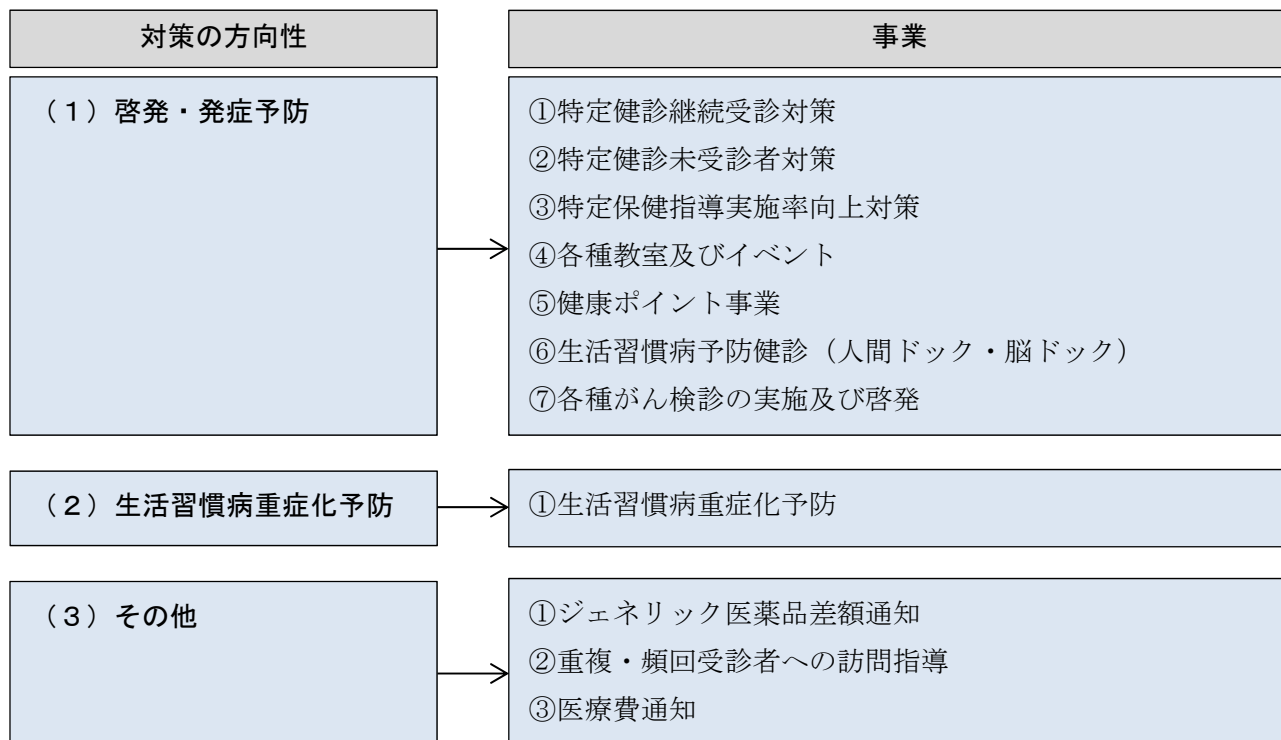 対策の方向性
事業
（１）啓発・発症予防
①特定健診継続受診対策
②特定健診未受診者対策
③特定保健指導実施率向上対策
④各種教室及びイベント
⑤健康ポイント事業
⑥生活習慣病予防健診（人間ドック・脳ドック）
⑦各種がん検診の実施及び啓発
（２）生活習慣病重症化予防
①生活習慣病重症化予防
（３）その他
①ジェネリック医薬品差額通知
②重複・頻回受診者への訪問指導
③医療費通知